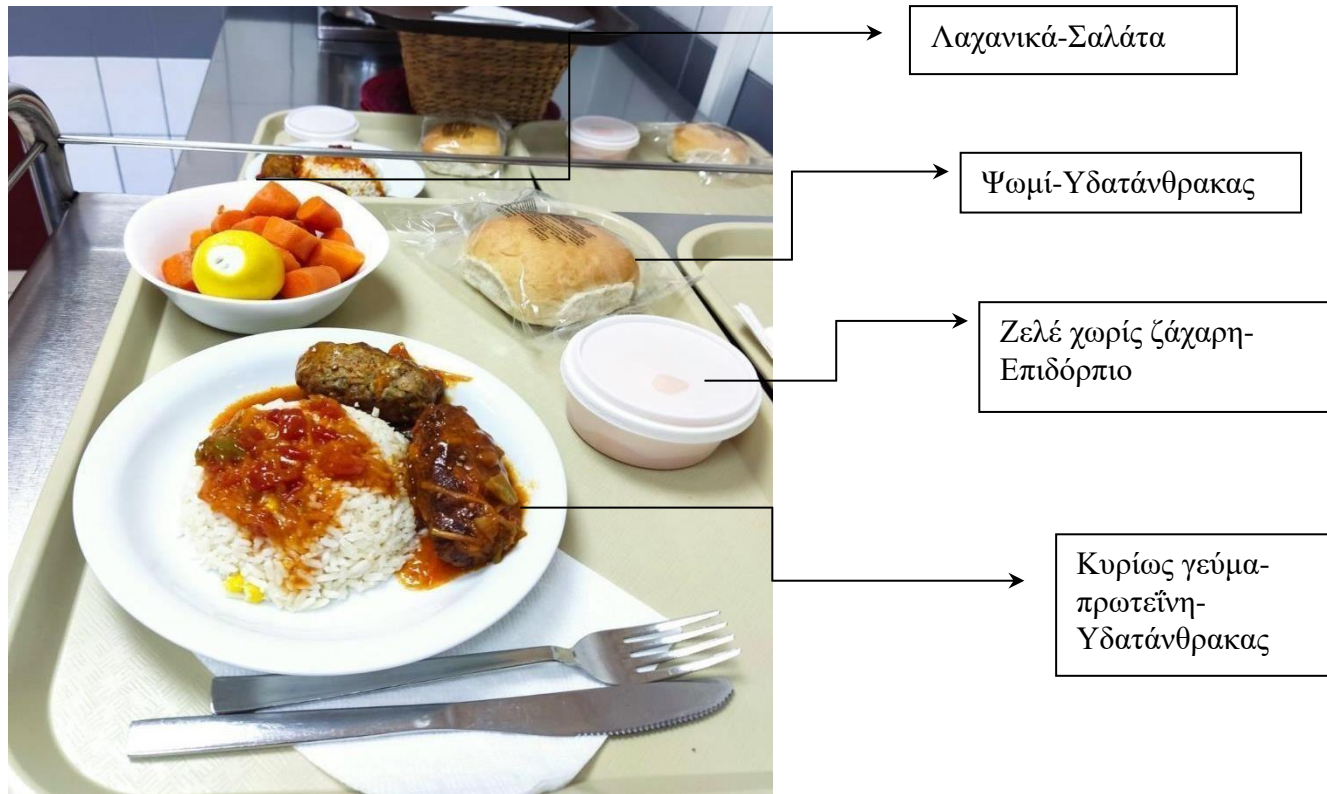 Λαχανικά-Σαλάτα
Ψωμί-Υδατάνθρακας
Ζελέ χωρίς ζάχαρη-
Επιδόρπιο
Κυρίως γεύμα-
πρωτεΐνη-
Υδατάνθρακας